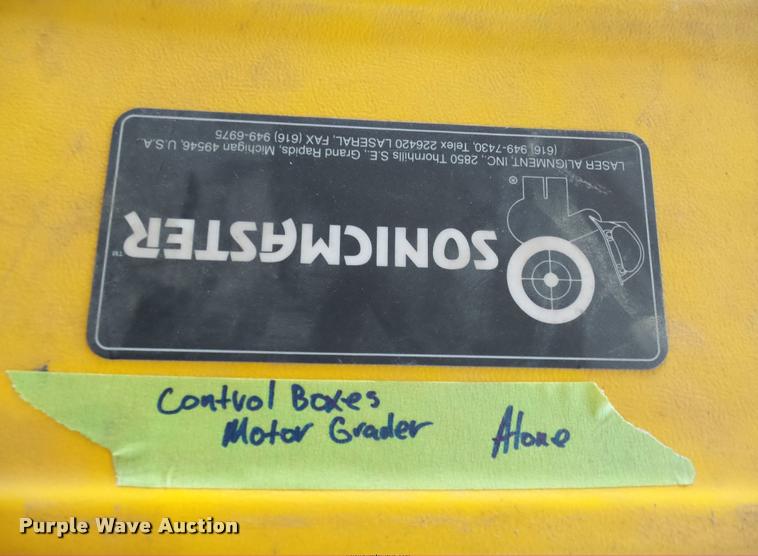 SONICMASTER™
®
LASER ALIGNMENT, INC., 2850 Thornhills S.E., Grand Rapids, Michigan 49546, U.S.A.
(616) 949-7430, Telex 226420 LASERAL, FAX (616) 949-6975
Control Boxes
Motor Grader Alone
Purple Wave Auction